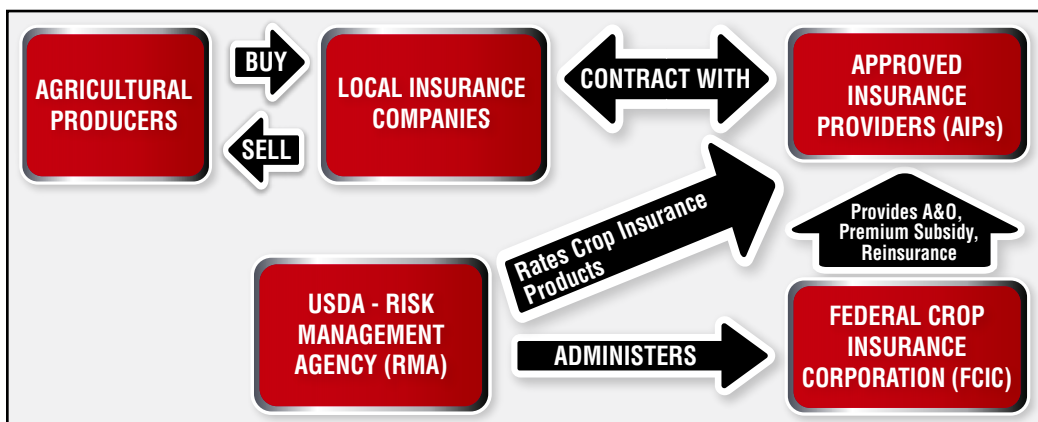 AGRICULTURAL
PRODUCERS
BUY
SELL
LOCAL INSURANCE
COMPANIES
CONTRACT WITH
APPROVED
INSURANCE
PROVIDERS (AIPs)
Rates Crop Insurance
Products
Provides A&O,
Premium Subsidy,
Reinsurance
USDA - RISK
MANAGEMENT
AGENCY (RMA)
ADMINISTERS
FEDERAL CROP
INSURANCE
CORPORATION (FCIC)